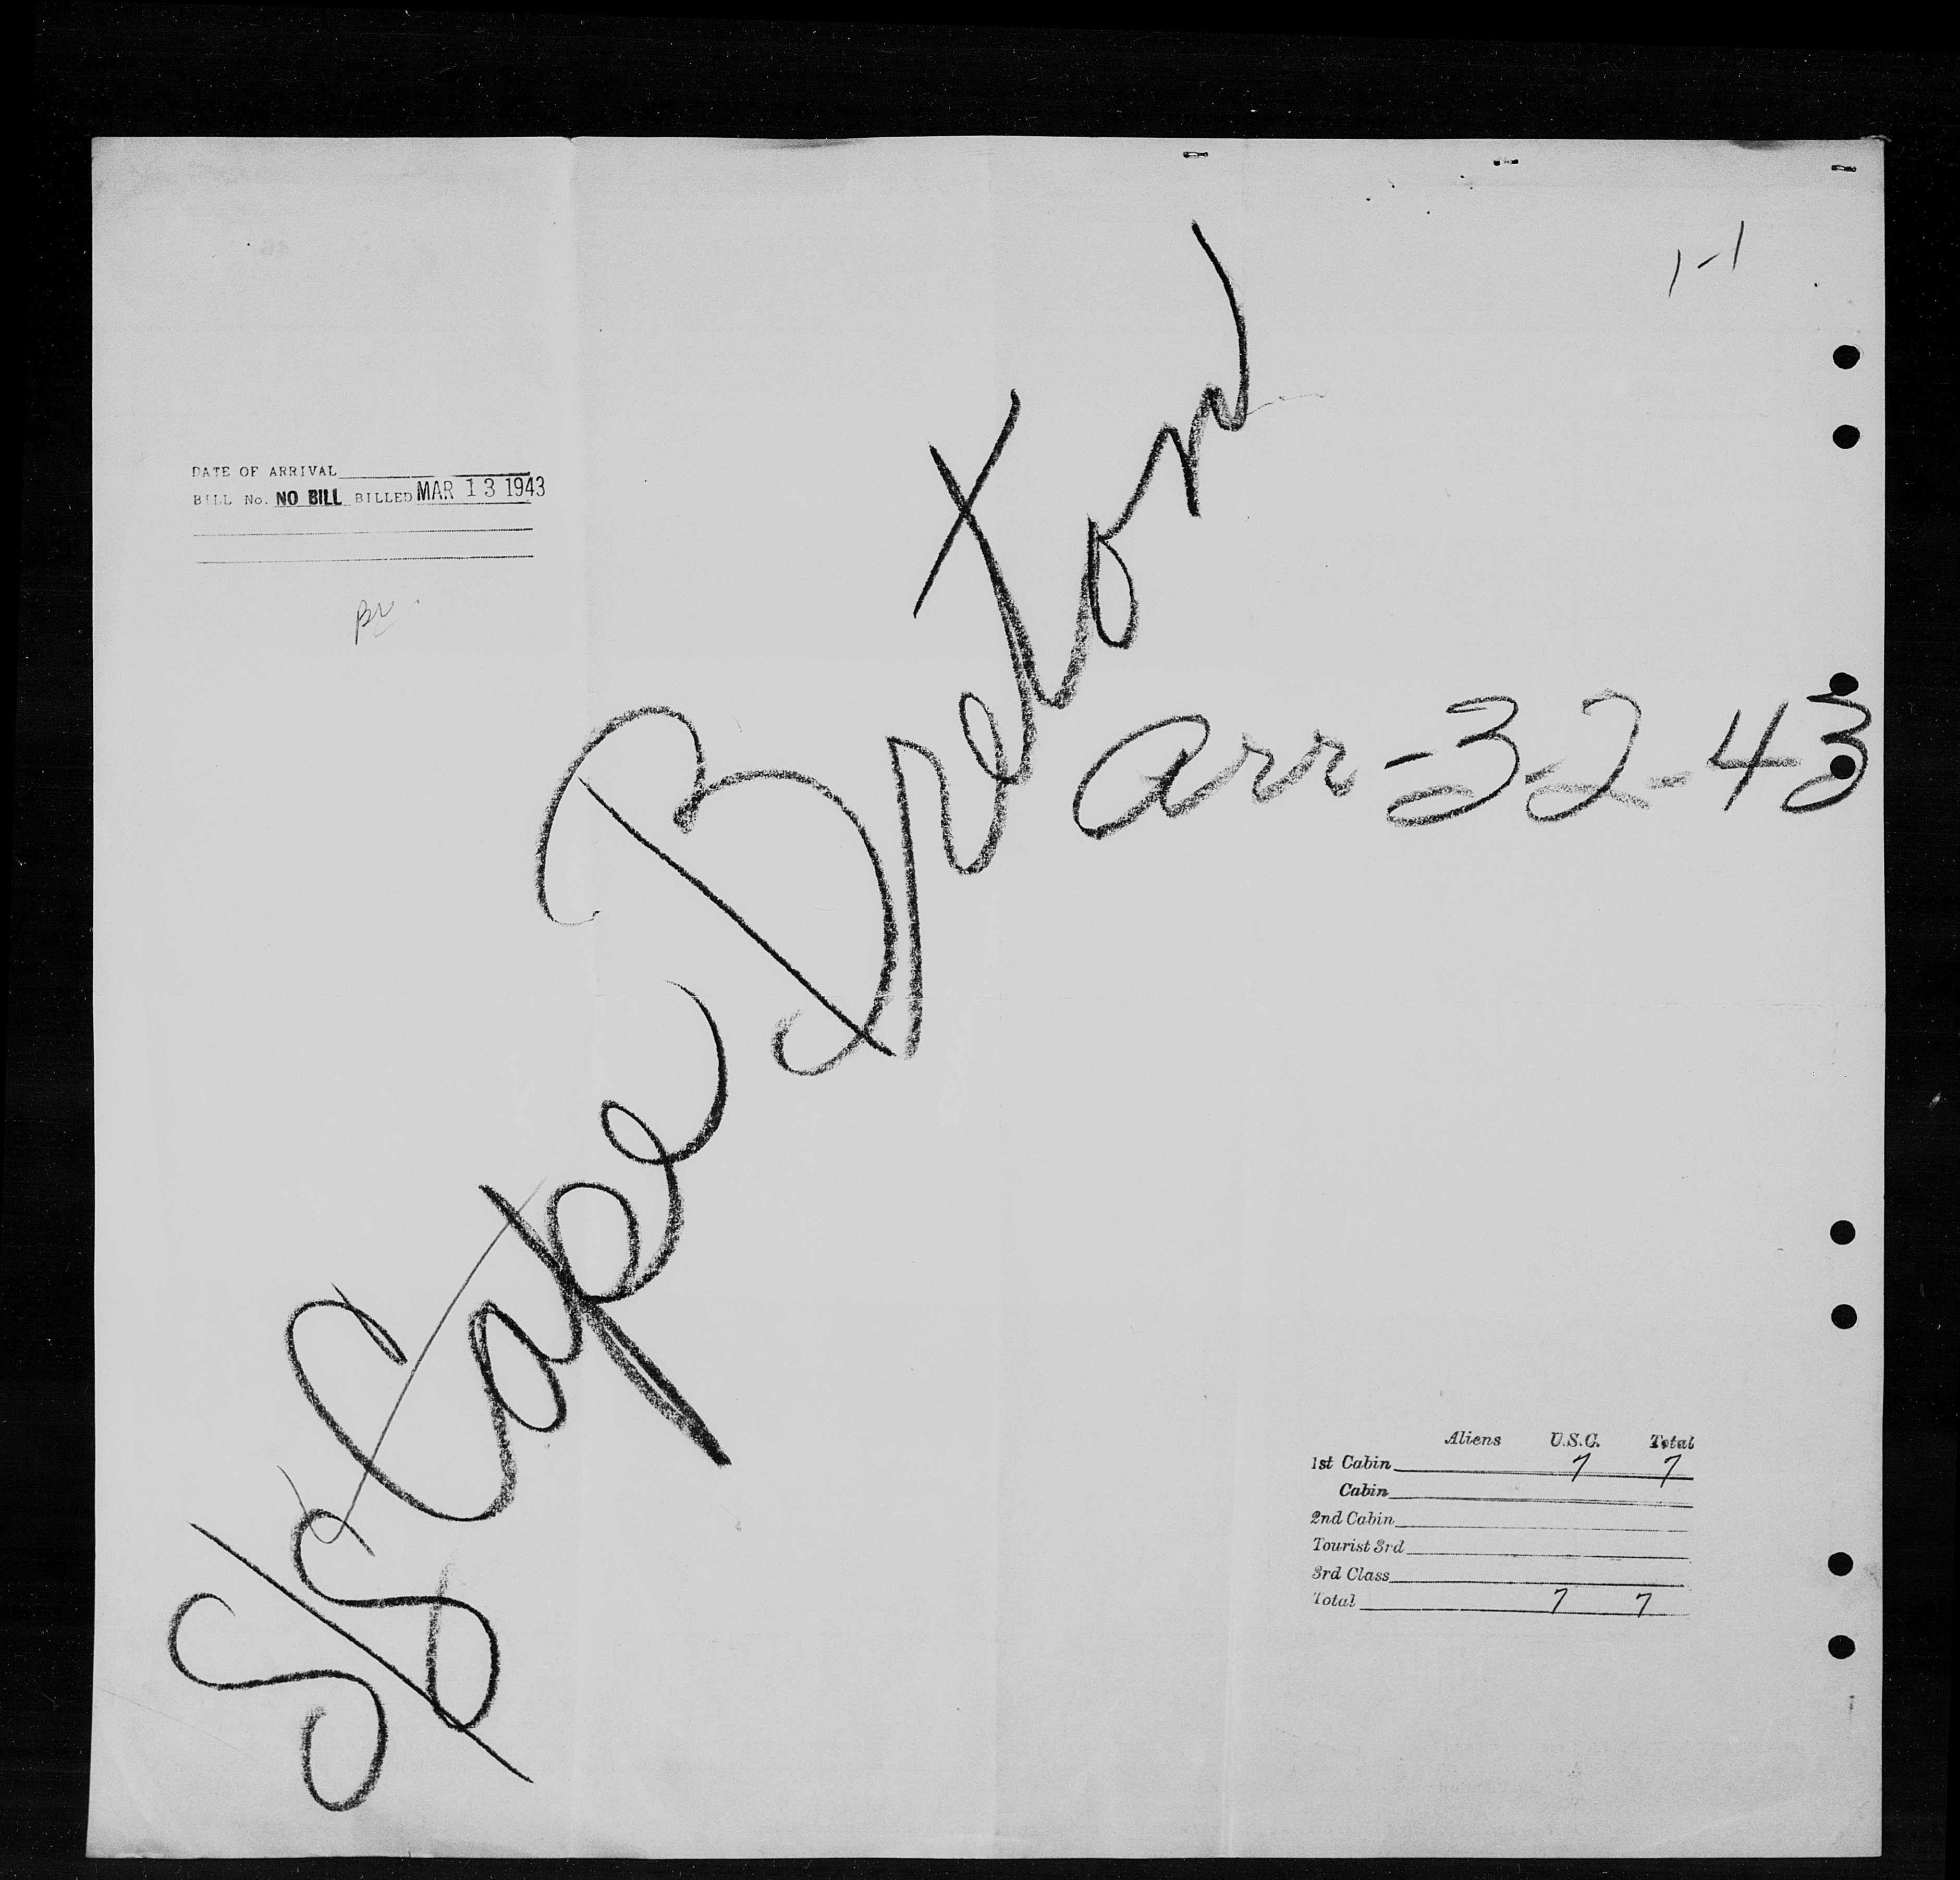 1-1
DATE OF ARRIVAL
BILL No. NO BILL BILLED MAR 13 1943
Br
S/S Cape Breton
arr - 3-2-43
Aliens U.S.C. Total
1st Cabin 7 7
Cabin
2nd Cabin
Tourist 3rd
3rd Class
Total 7 7